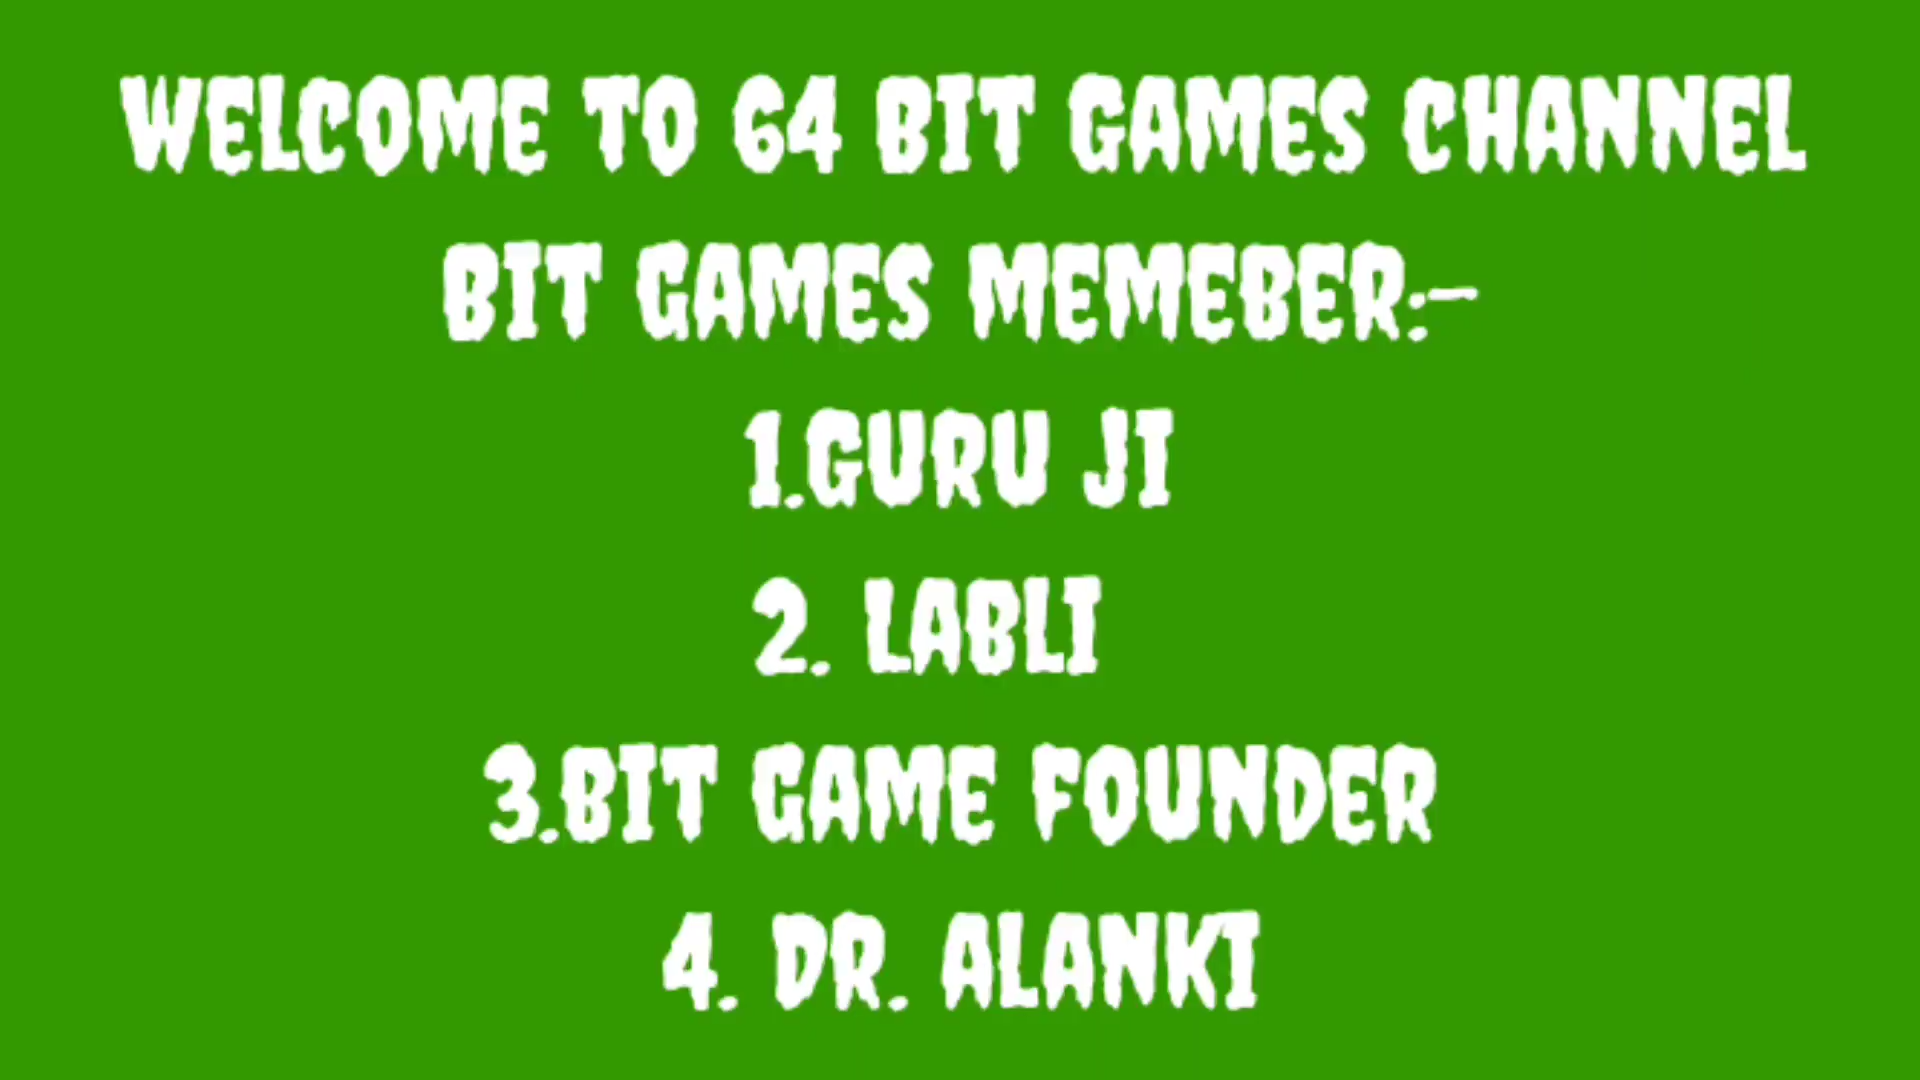 WELCOME TO 64 BIT GAMES CHANNEL
BIT GAMES MEMEBER:-
1.GURU JI
2. LABLI
3.BIT GAME FOUNDER
4. DR. ALANKI